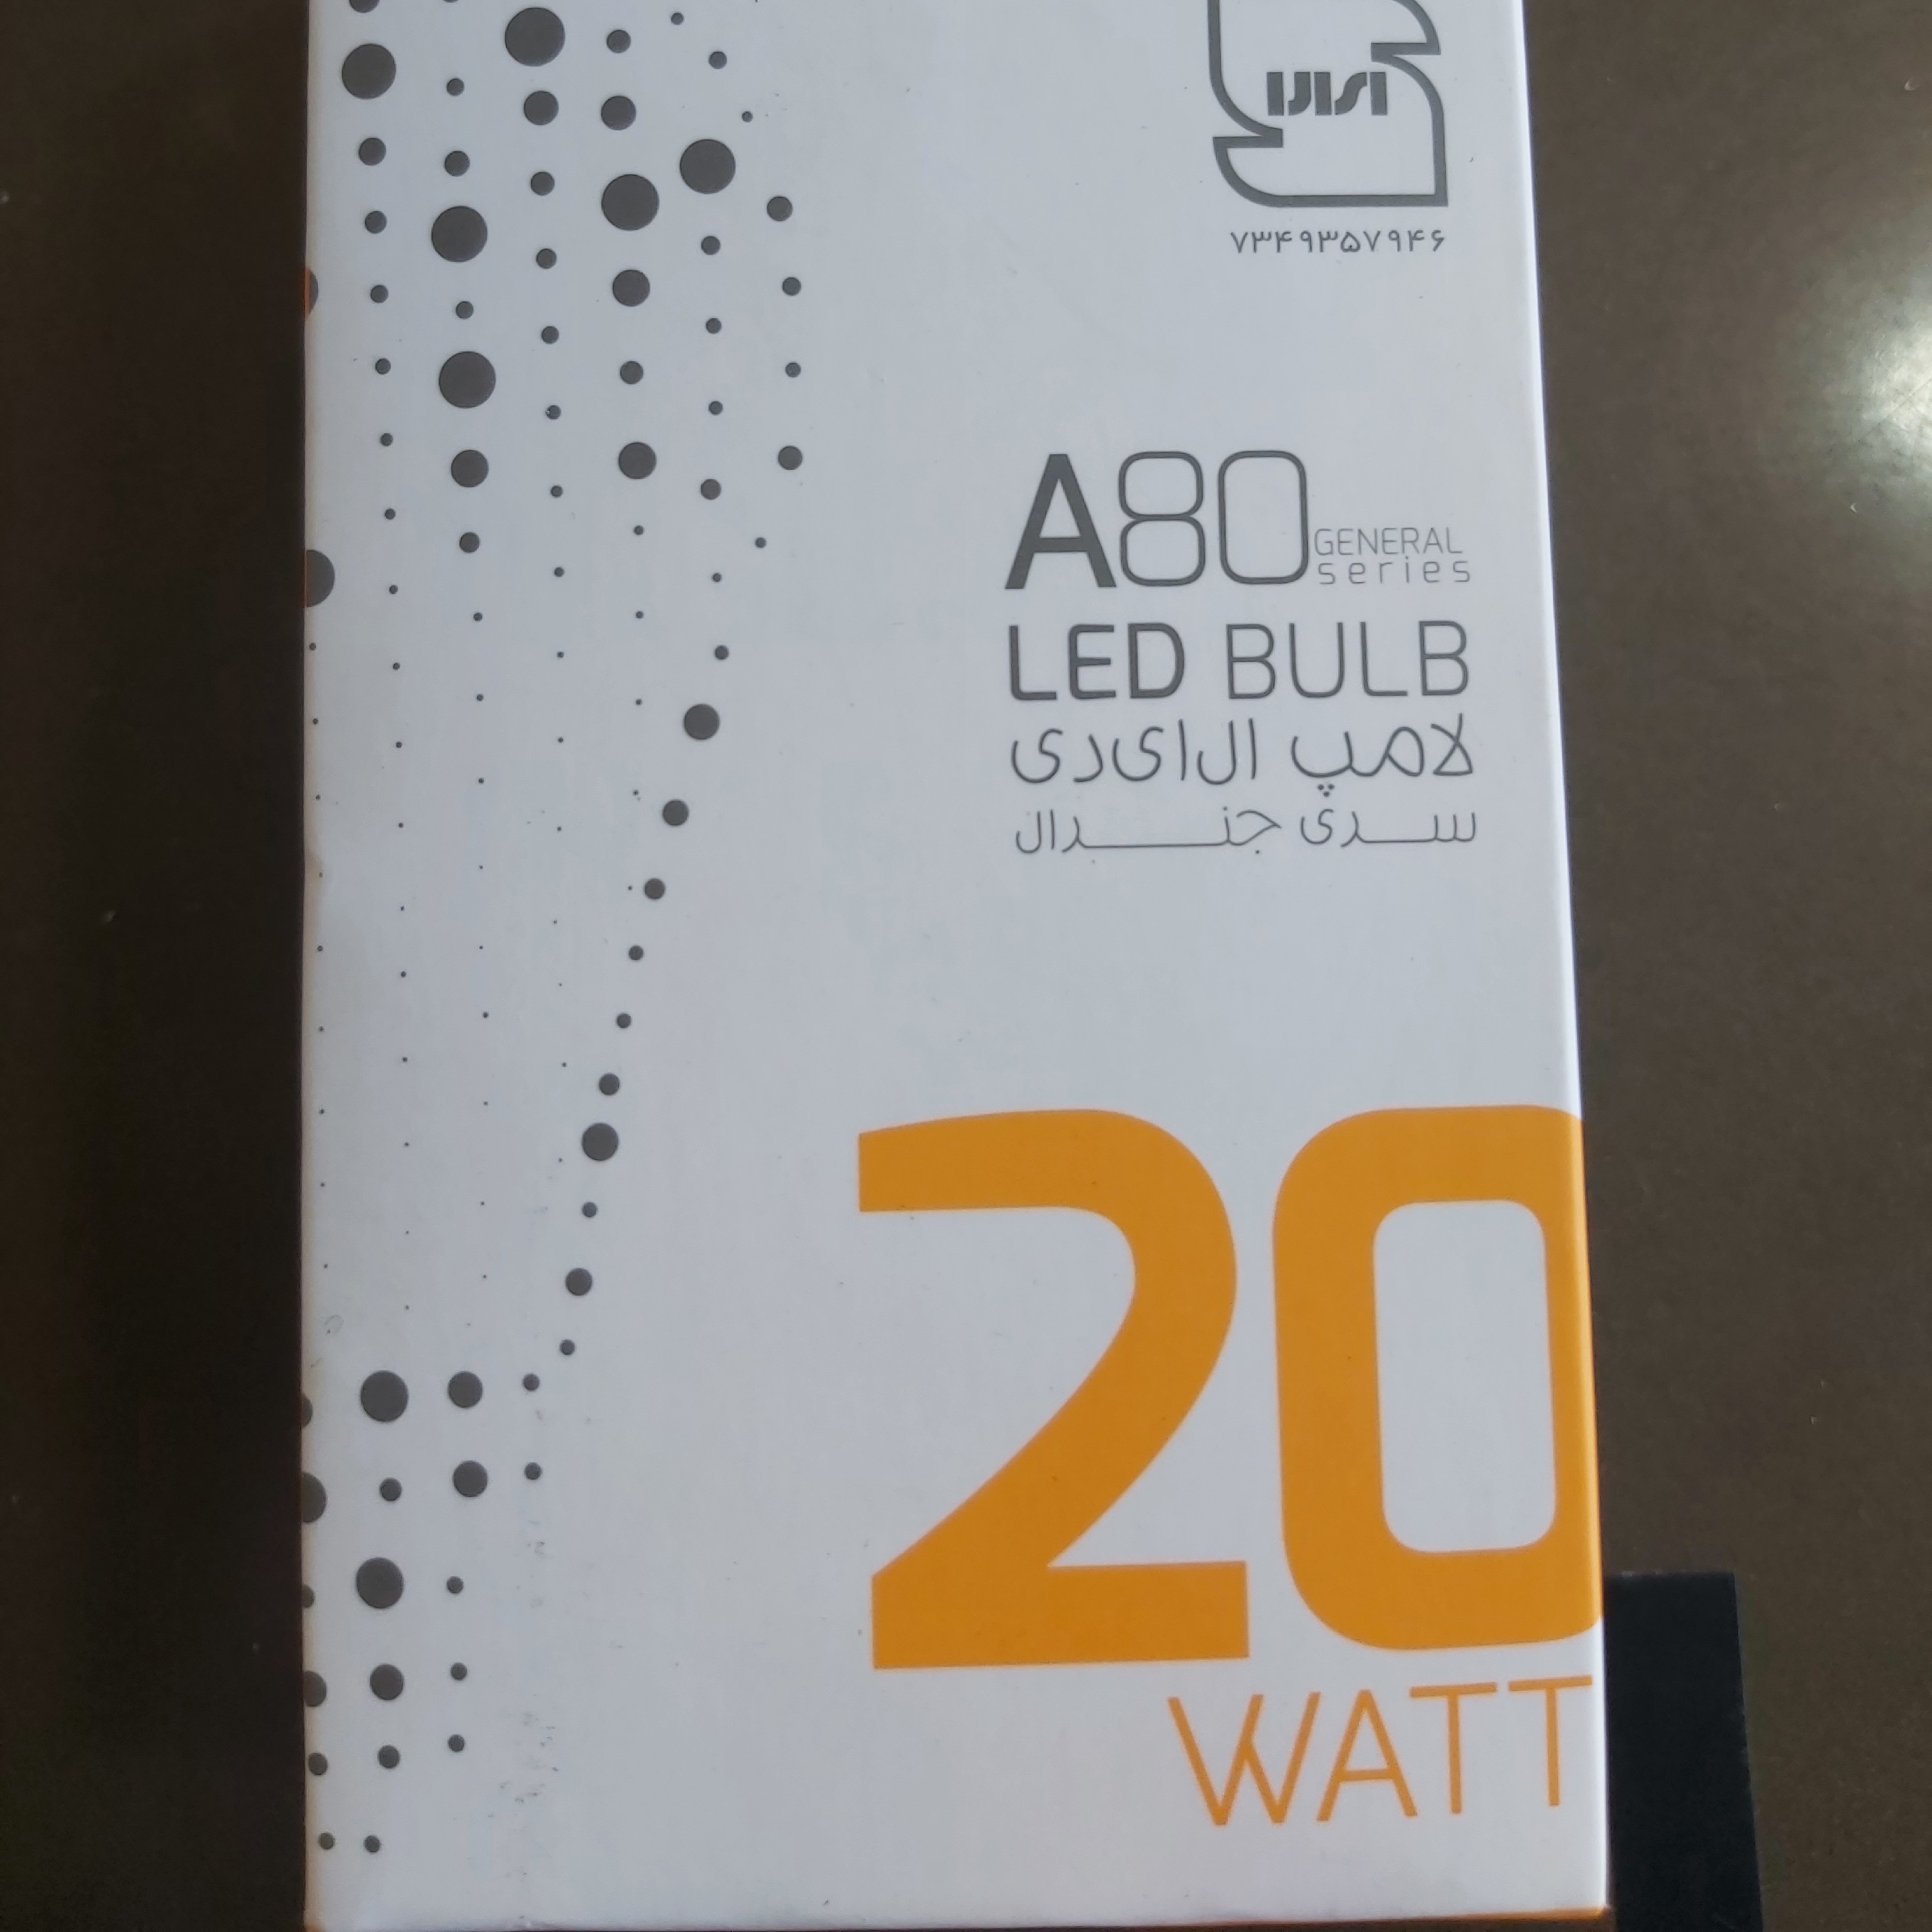 ایران
۷۳۴۹۳۵۷۹۴۶
A80 GENERAL series
LED BULB
لامپ ال‌ای‌دی
سری جنرال
20
WATT